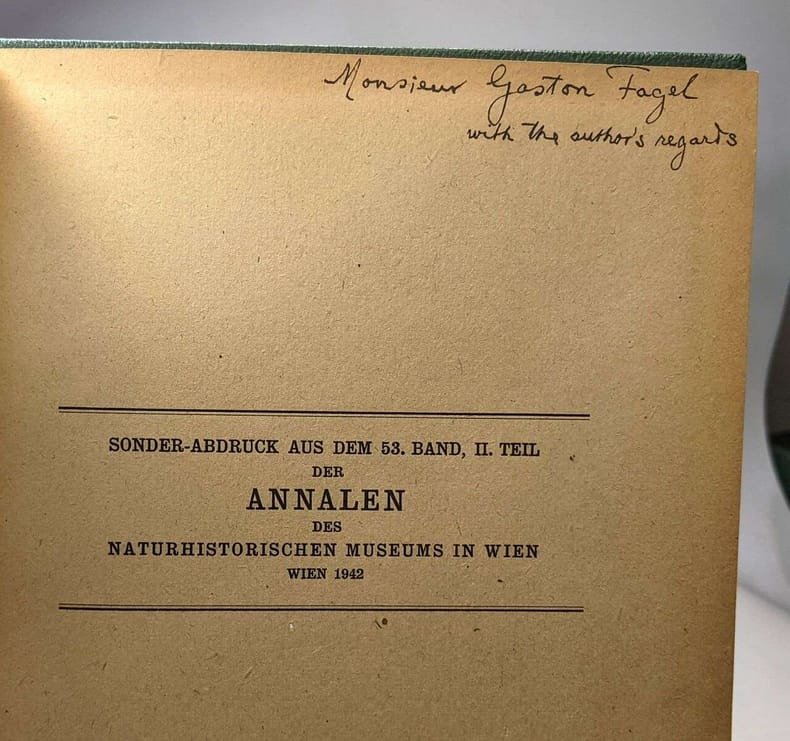 Monsieur Gaston Fagel
with the author's regards
SONDER-ABDRUCK AUS DEM 53. BAND, II. TEIL
DER
ANNALEN
DES
NATURHISTORISCHEN MUSEUMS IN WIEN
WIEN 1942